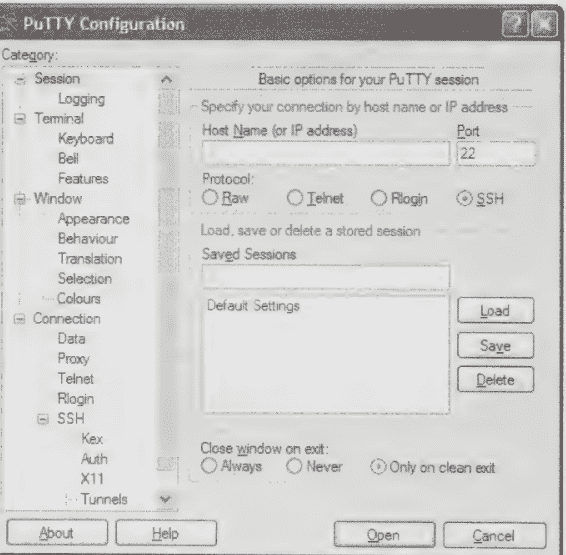 PuTTY Configuration
Category:
Session
Logging
Terminal
Keyboard
Bell
Features
Window
Appearance
Behaviour
Translation
Selection
Colours
Connection
Data
Proxy
Telnet
Rlogin
SSH
Kex
Auth
X11
Tunnels
Basic options for your PuTTY session
Specify your connection by host name or IP address
Host Name (or IP address) Port
22
Protocol:
Raw Telnet Rlogin SSH
Load, save or delete a stored session
Saved Sessions
Default Settings
Load
Save
Delete
Close window on exit:
Always Never Only on clean exit
About Help Open Cancel